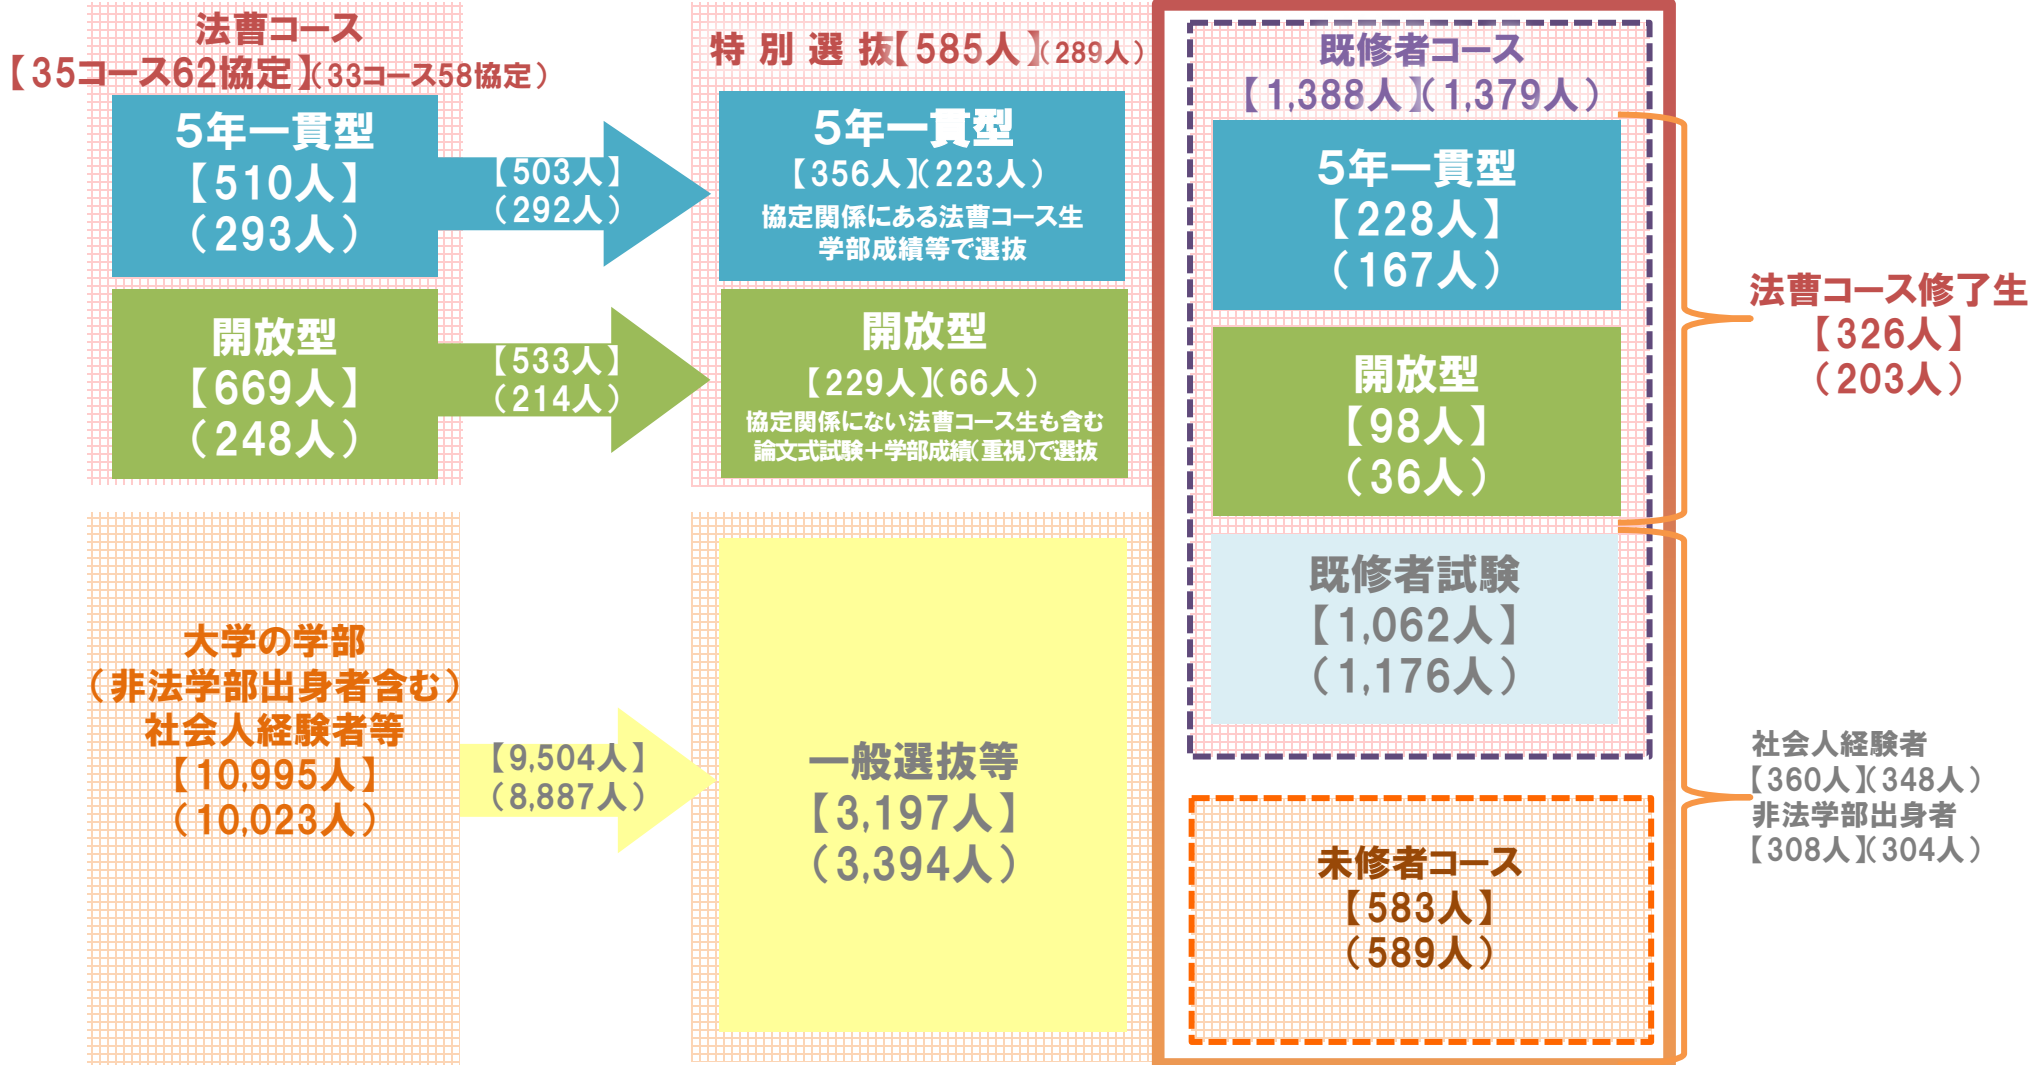 法曹コース
【35コース62協定】(33コース58協定)
5年一貫型
【510人】
(293人)
【503人】
(292人)
開放型
【669人】
(248人)
【533人】
(214人)
大学の学部
(非法学部出身者含む)
社会人経験者等
【10,995人】
(10,023人)
【9,504人】
(8,887人)
特別選抜【585人】(289人)
5年一貫型
【356人】(223人)
協定関係にある法曹コース生
学部成績等で選抜
開放型
【229人】(66人)
協定関係にない法曹コース生も含む
論文式試験+学部成績(重視)で選抜
一般選抜等
【3,197人】
(3,394人)
既修者コース
【1,388人】(1,379人)
5年一貫型
【228人】
(167人)
開放型
【98人】
(36人)
既修者試験
【1,062人】
(1,176人)
未修者コース
【583人】
(589人)
法曹コース修了生
【326人】
(203人)
社会人経験者
【360人】(348人)
非法学部出身者
【308人】(304人)